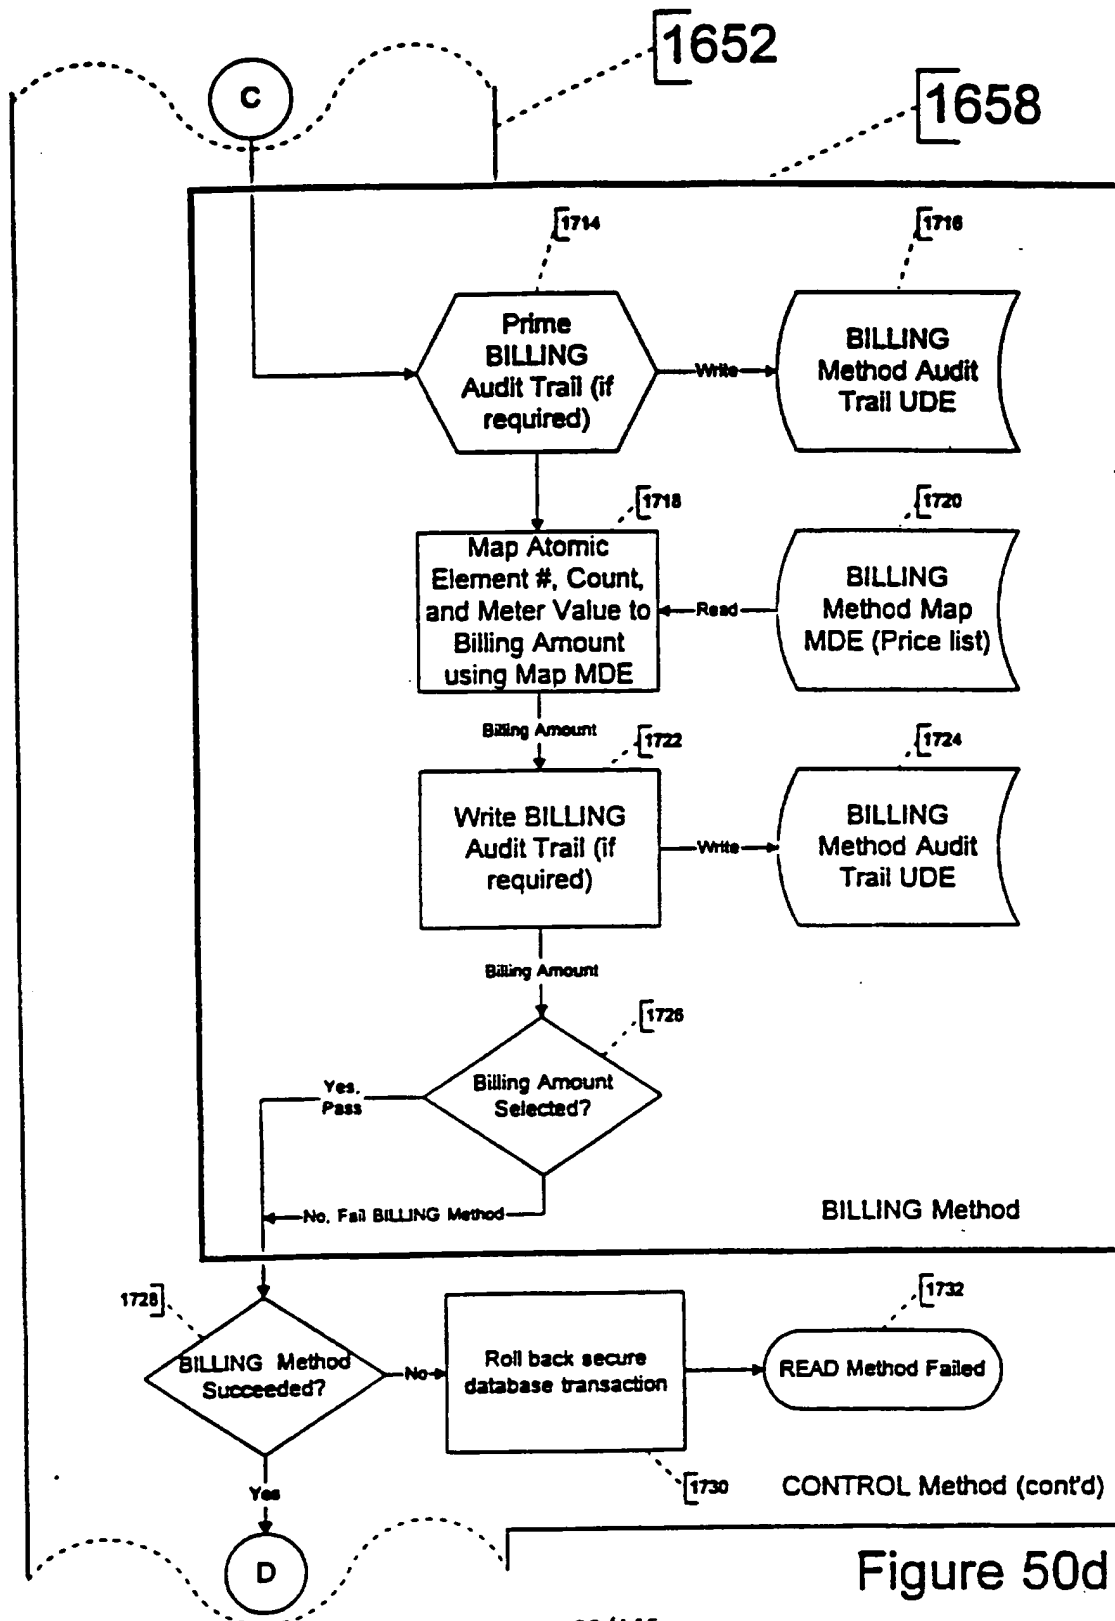 1652
C
1658
1714
1716
Prime
BILLING
Audit Trail (if
required)
Write
BILLING
Method Audit
Trail UDE
1718
1720
Map Atomic
Element #, Count,
and Meter Value to
Billing Amount
using Map MDE
Read
BILLING
Method Map
MDE (Price list)
Billing Amount
1722
1724
Write BILLING
Audit Trail (if
required)
Write
BILLING
Method Audit
Trail UDE
Billing Amount
1726
Billing Amount
Selected?
Yes,
Pass
No, Fail BILLING Method
BILLING Method
1728
1732
BILLING Method
Succeeded?
No
Roll back secure
database transaction
READ Method Failed
Yes
1730
CONTROL Method (cont'd)
D
Figure 50d